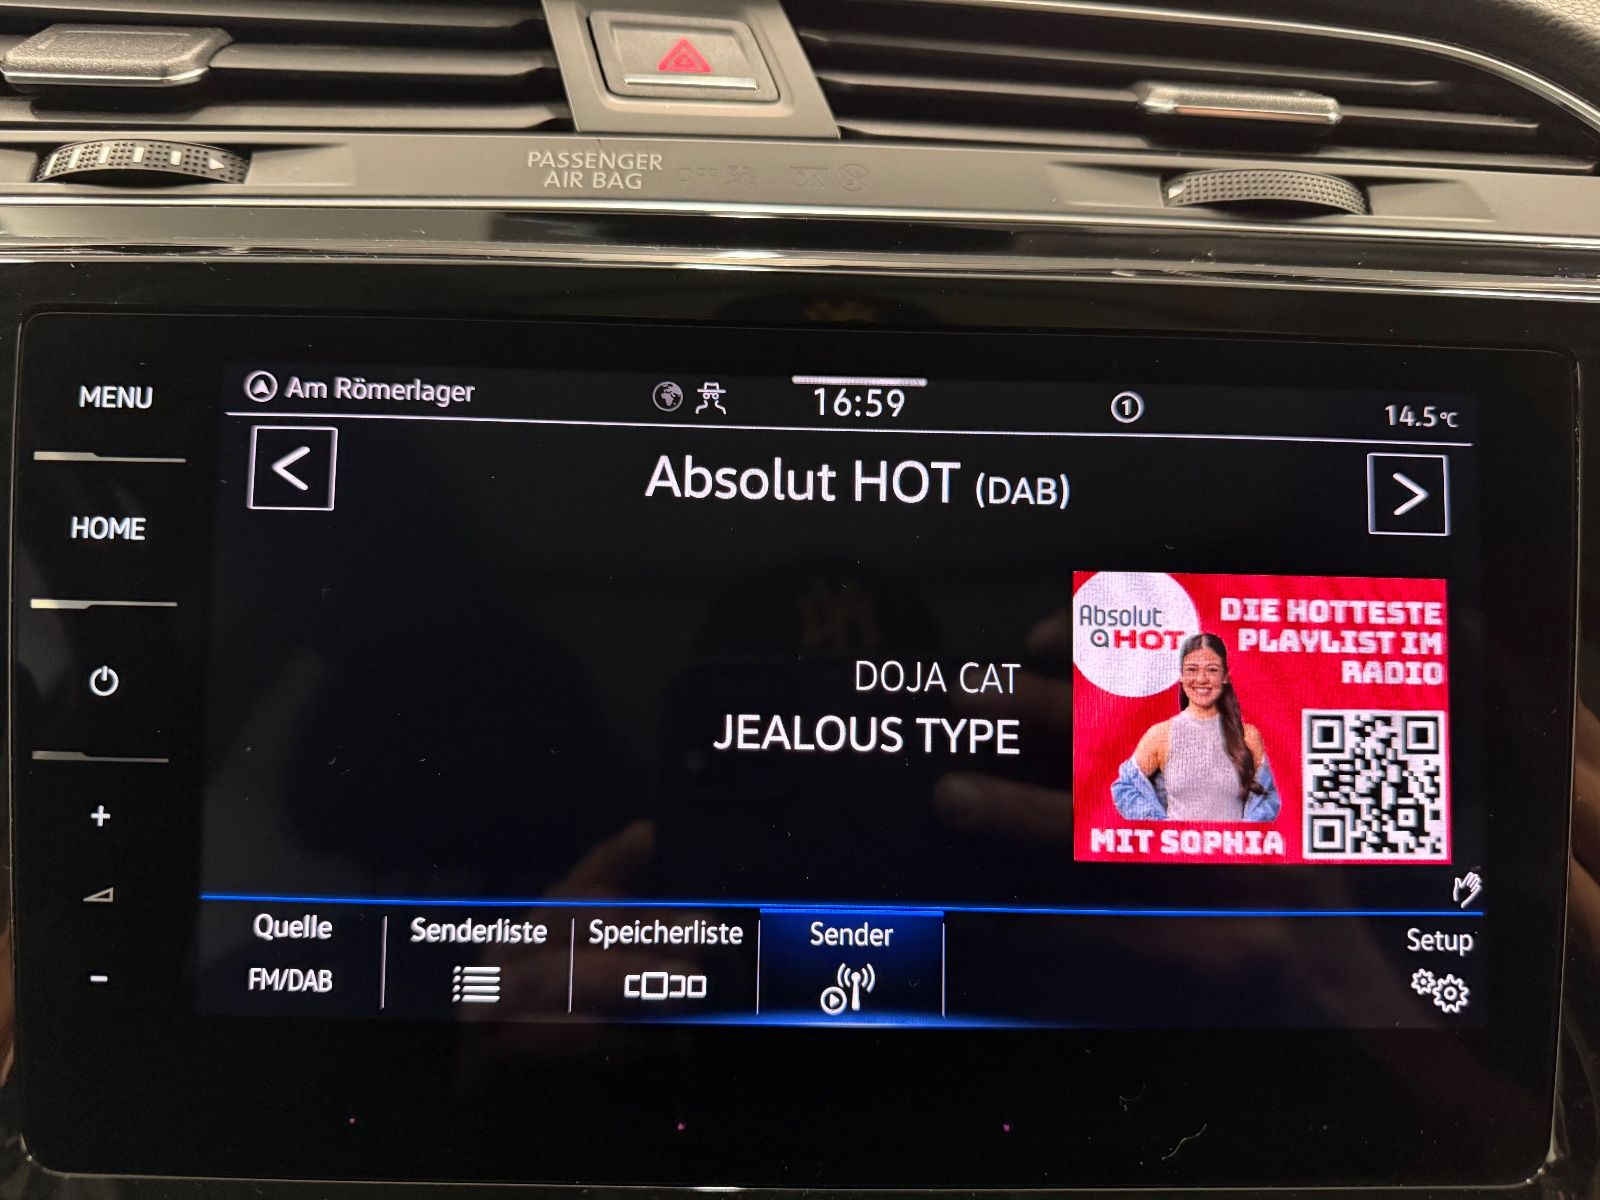 PASSENGER
AIR BAG
MENU
HOME
Am Römerlager
16:59
1
14.5°C
Absolut HOT (DAB)
DOJA CAT
JEALOUS TYPE
Absolut
HOT
DIE HOTTESTE
PLAYLIST IM
RADIO
MIT SOPHIA
Quelle
FM/DAB
Senderliste
Speicherliste
Sender
Setup